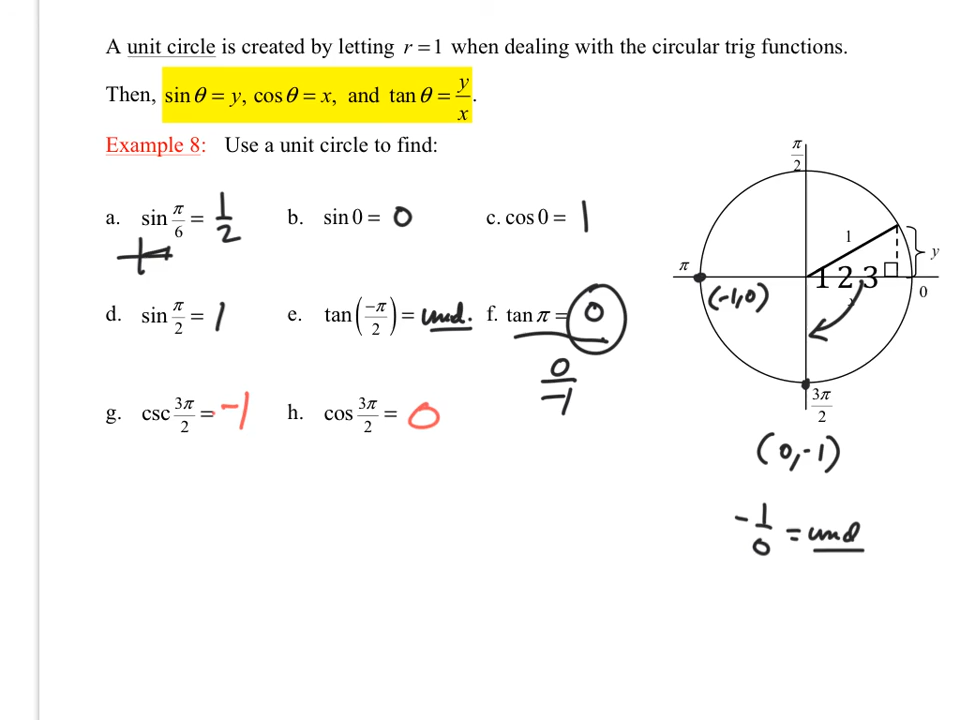 A unit circle is created by letting r = 1 when dealing with the circular trig functions.
Then, sin θ = y, cos θ = x, and tan θ = y/x.
Example 8: Use a unit circle to find:
a. sin π/6 = 1/2 b. sin 0 = 0 c. cos 0 = 1
d. sin π/2 = 1 e. tan(-π/2) = und. f. tan π = 0
0/-1
g. csc 3π/2 = -1 h. cos 3π/2 = 0
π/2
1
y
π
1 2 3
0
(-1,0)
3π/2
(0,-1)
-1/0 = und